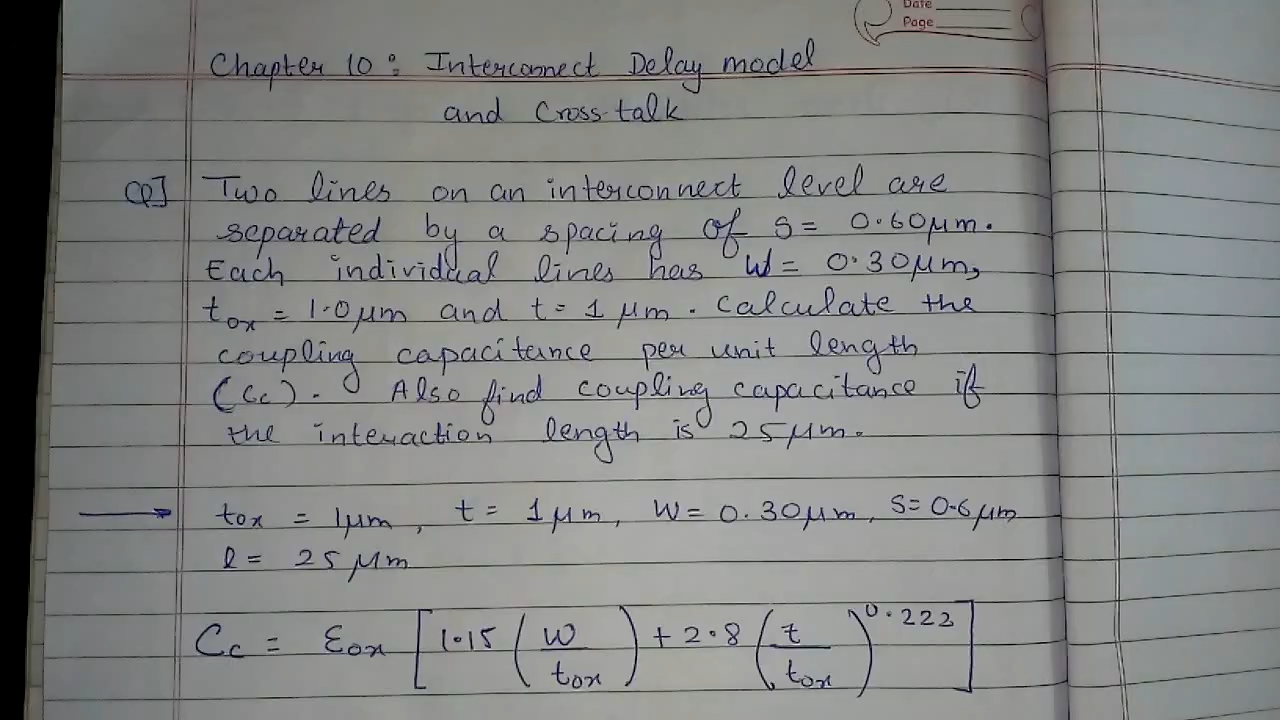 Date
Page
Chapter 10: Interconnect Delay model
and Cross talk
Q] Two lines on an interconnect level are
separated by a spacing of S = 0.60μm.
Each individual lines has W = 0.30μm,
tox = 1.0μm and t = 1 μm. Calculate the
coupling capacitance per unit length
(Cc). Also find coupling capacitance if
the interaction length is 25μm.
→ tox = 1μm, t = 1μm, W = 0.30μm, S = 0.6μm
l = 25 μm
Cc = εox [1.15 (w/tox) + 2.8 (t/tox)^0.222]